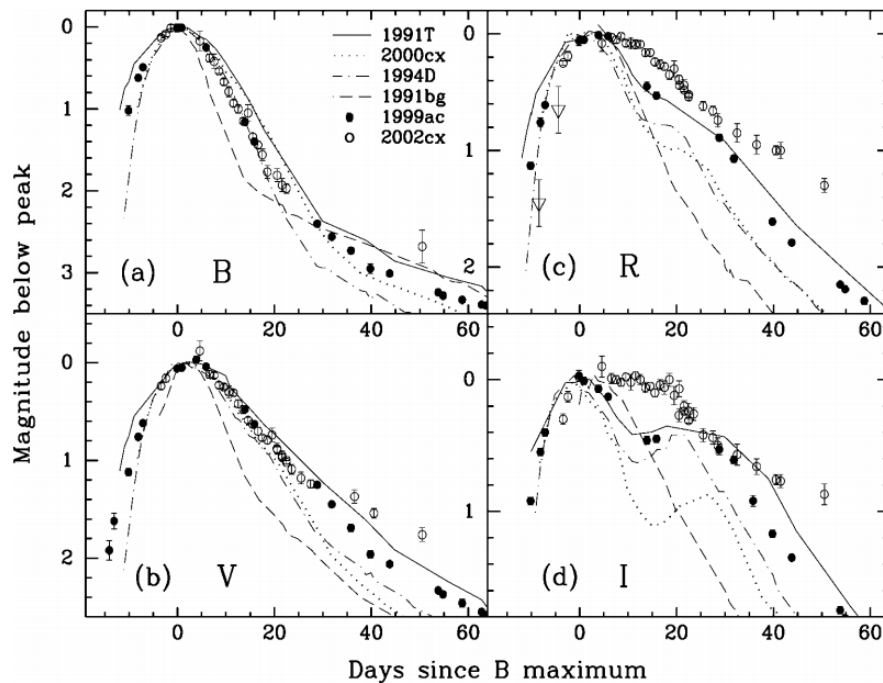 1991T
2000cx
1994D
1991bg
1999ac
2002cx
0
1
2
3
(a) B
0
1
2
(c) R
0
1
2
(b) V
0
1
(d) I
0 20 40 60
0 20 40 60
Magnitude below peak
Days since B maximum